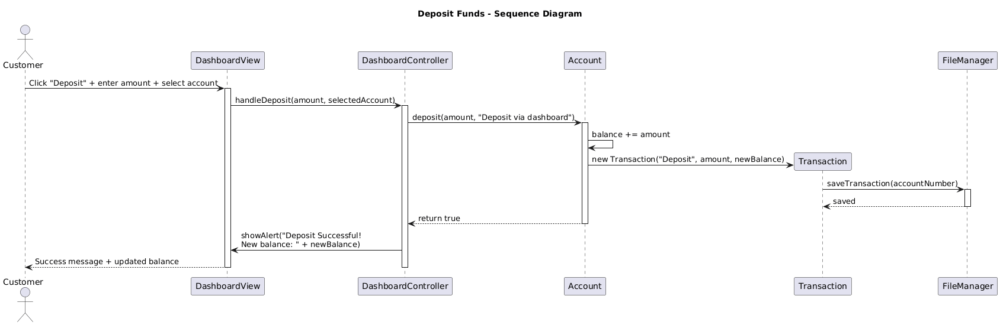 Deposit Funds - Sequence Diagram
Customer
DashboardView
DashboardController
Account
FileManager
Click "Deposit" + enter amount + select account
handleDeposit(amount, selectedAccount)
deposit(amount, "Deposit via dashboard")
balance += amount
new Transaction("Deposit", amount, newBalance)
Transaction
saveTransaction(accountNumber)
saved
return true
showAlert("Deposit Successful!
New balance: " + newBalance)
Success message + updated balance
Customer
DashboardView
DashboardController
Account
Transaction
FileManager